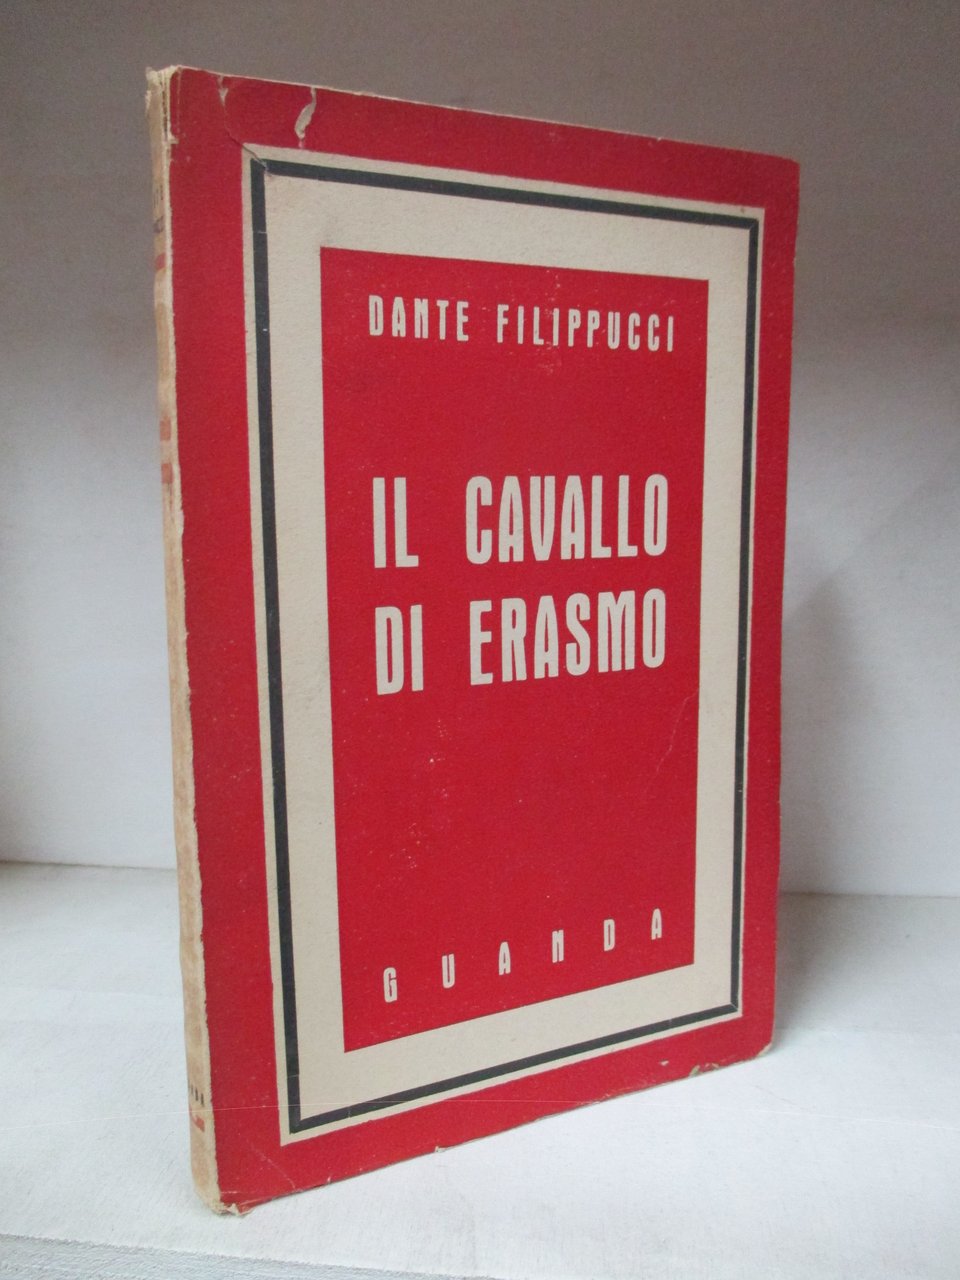 DANTE FILIPPUCCI
IL CAVALLO
DI ERASMO
GUANDA